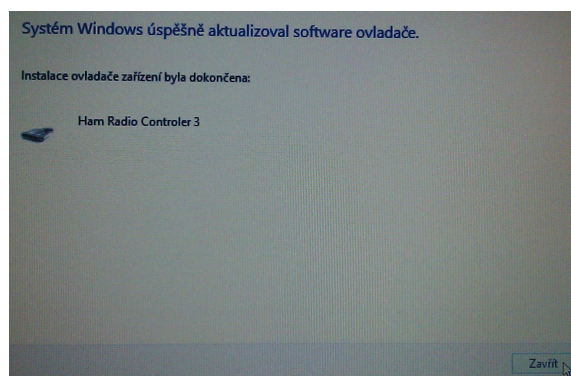 Systém Windows úspěšně aktualizoval software ovladače.
Instalace ovladače zařízení byla dokončena:
Ham Radio Controler 3
Zavřít